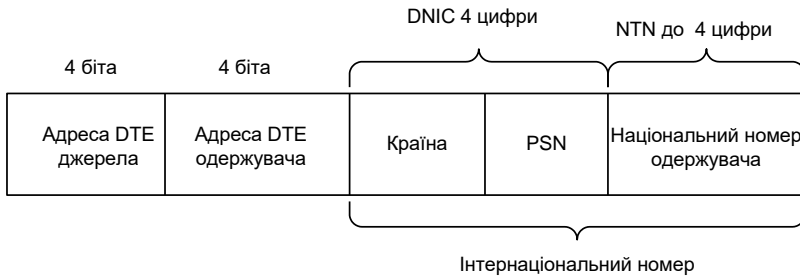 DNIC 4 цифри
NTN до 4 цифри
4 біта
4 біта
Адреса DTE
джерела
Адреса DTE
одержувача
Країна
PSN
Національний номер
одержувача
Інтернаціональний номер